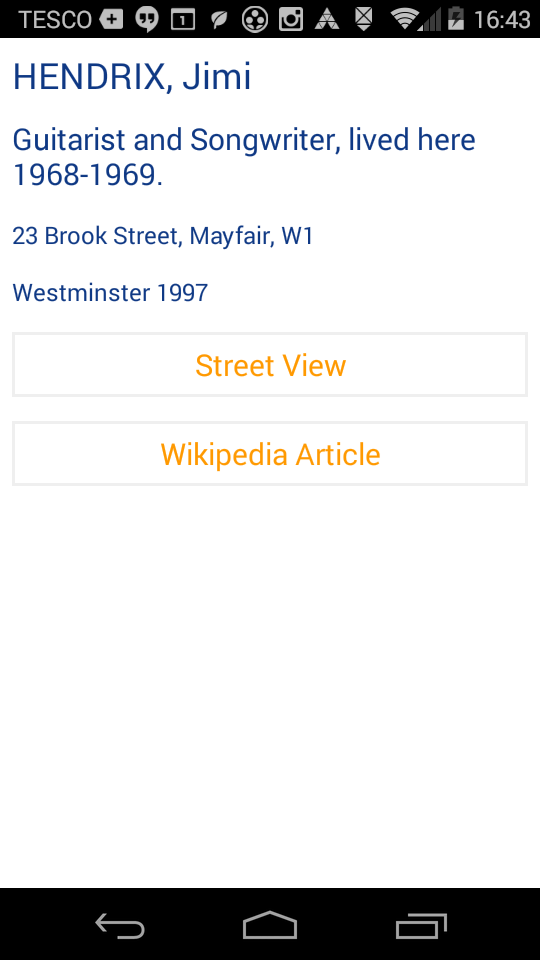 TESCO 1 16:43
HENDRIX, Jimi
Guitarist and Songwriter, lived here
1968-1969.
23 Brook Street, Mayfair, W1
Westminster 1997
Street View
Wikipedia Article